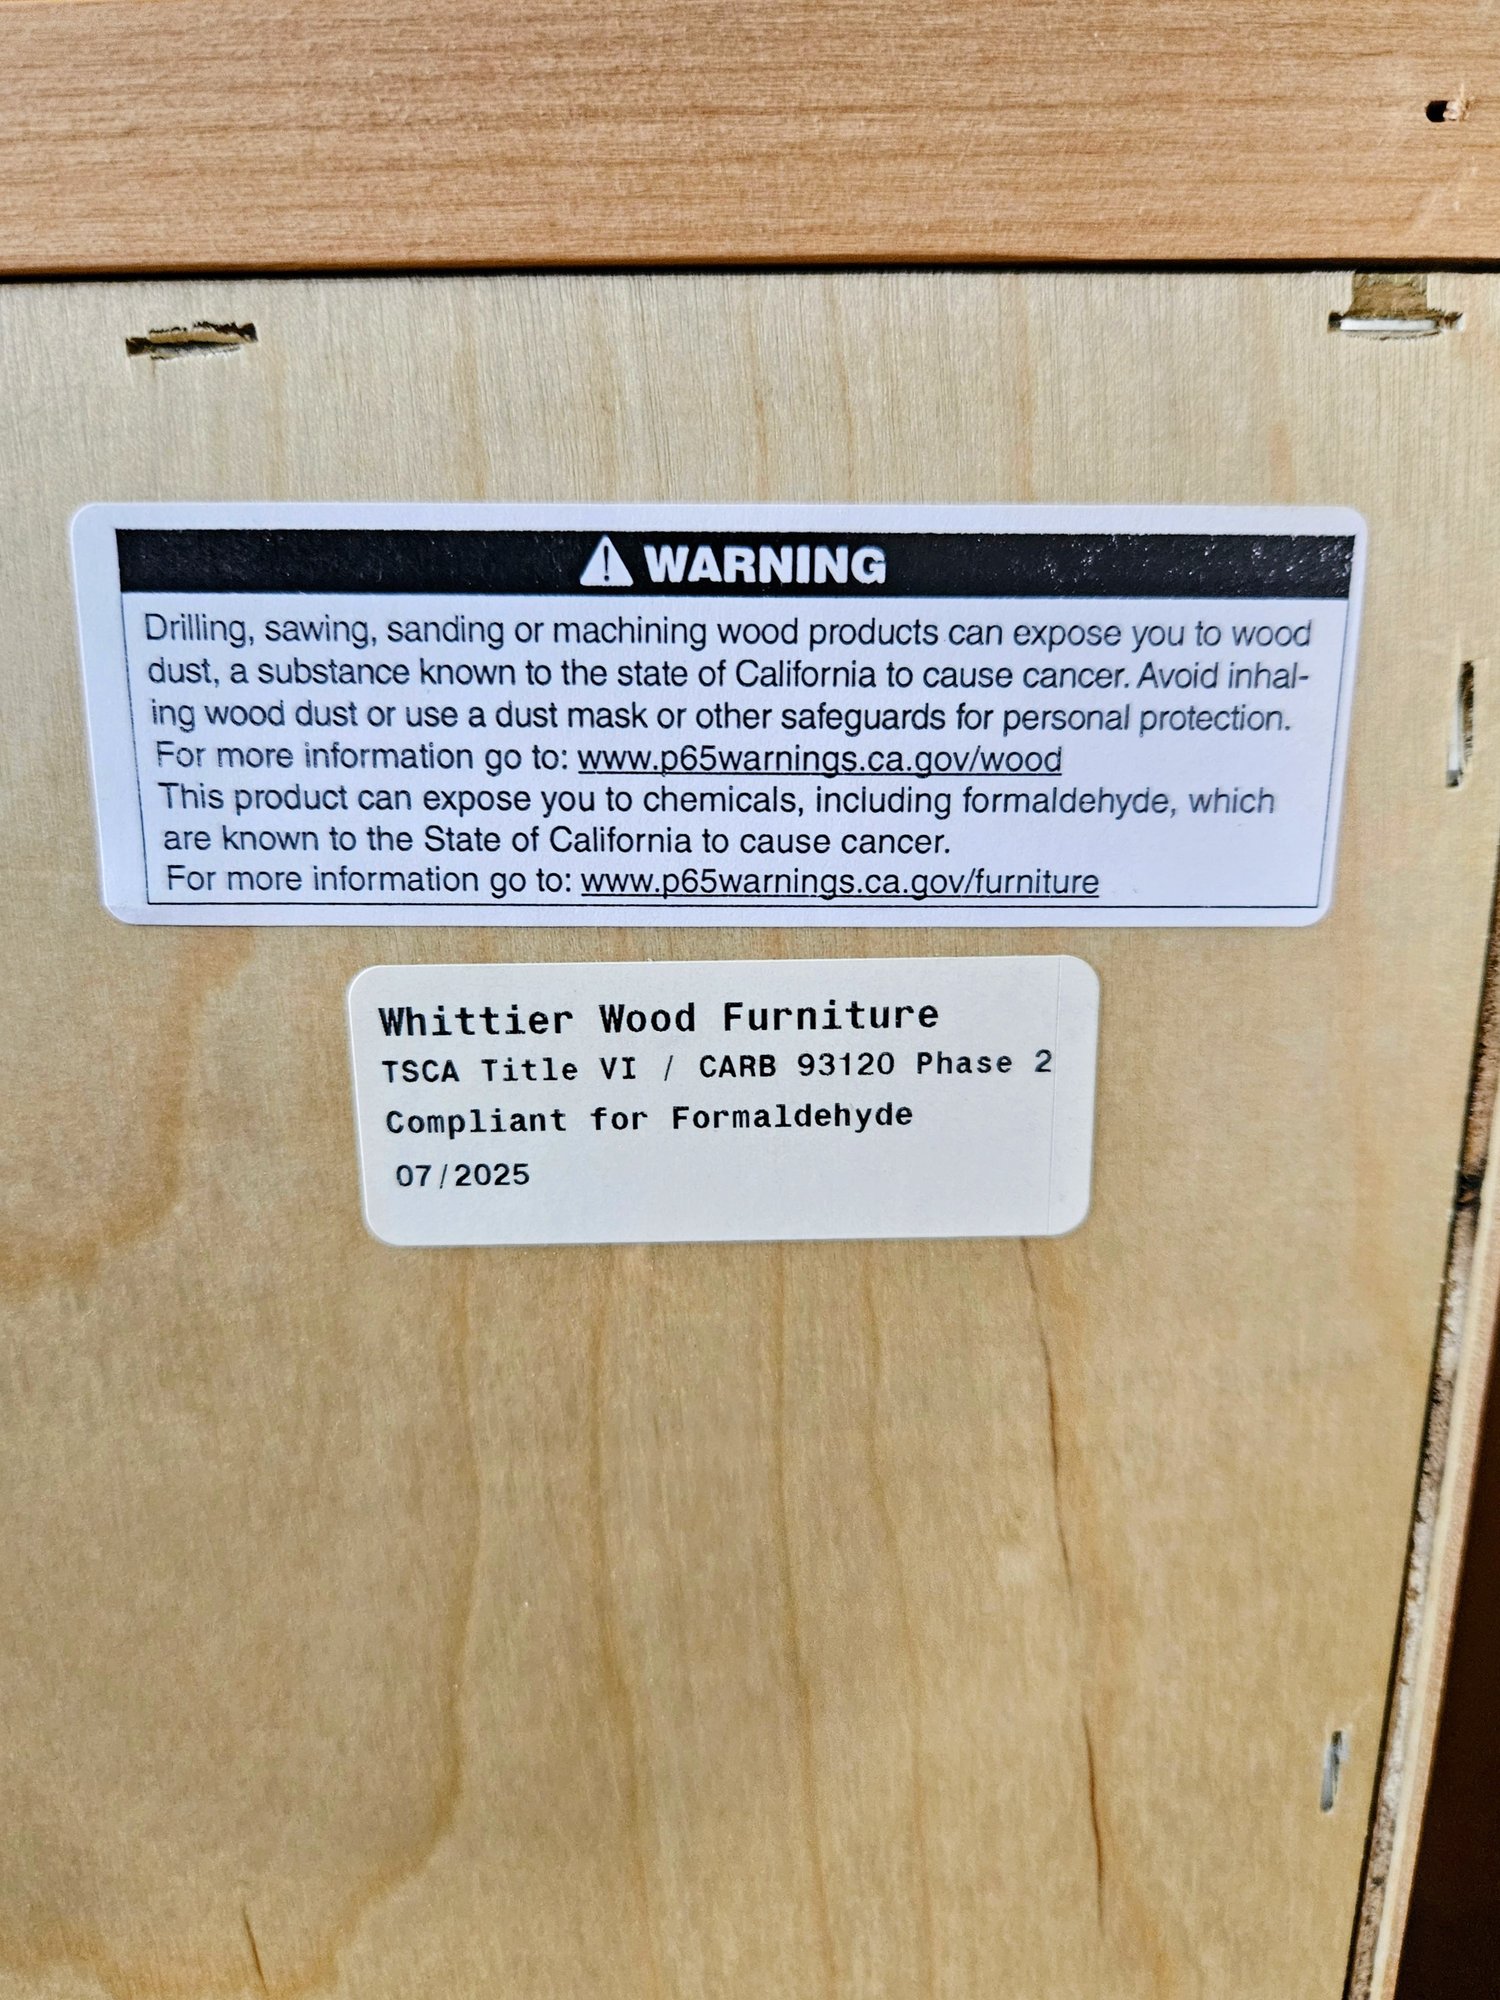 WARNING
Drilling, sawing, sanding or machining wood products can expose you to wood
dust, a substance known to the state of California to cause cancer. Avoid inhal-
ing wood dust or use a dust mask or other safeguards for personal protection.
For more information go to: www.p65warnings.ca.gov/wood
This product can expose you to chemicals, including formaldehyde, which
are known to the State of California to cause cancer.
For more information go to: www.p65warnings.ca.gov/furniture
Whittier Wood Furniture
TSCA Title VI / CARB 93120 Phase 2
Compliant for Formaldehyde
07/2025